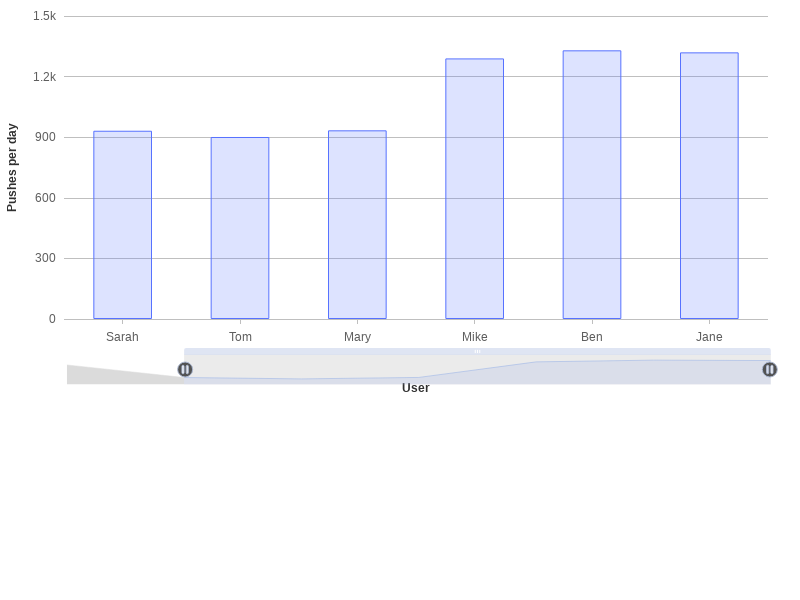 1.5k
1.2k
900
600
300
0
Pushes per day
Sarah Tom Mary Mike Ben Jane
User